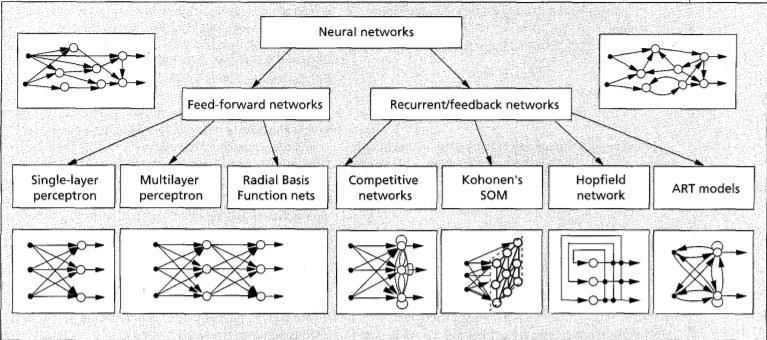 Neural networks
Feed-forward networks
Recurrent/feedback networks
Single-layer
perceptron
Multilayer
perceptron
Radial Basis
Function nets
Competitive
networks
Kohonen's
SOM
Hopfield
network
ART models